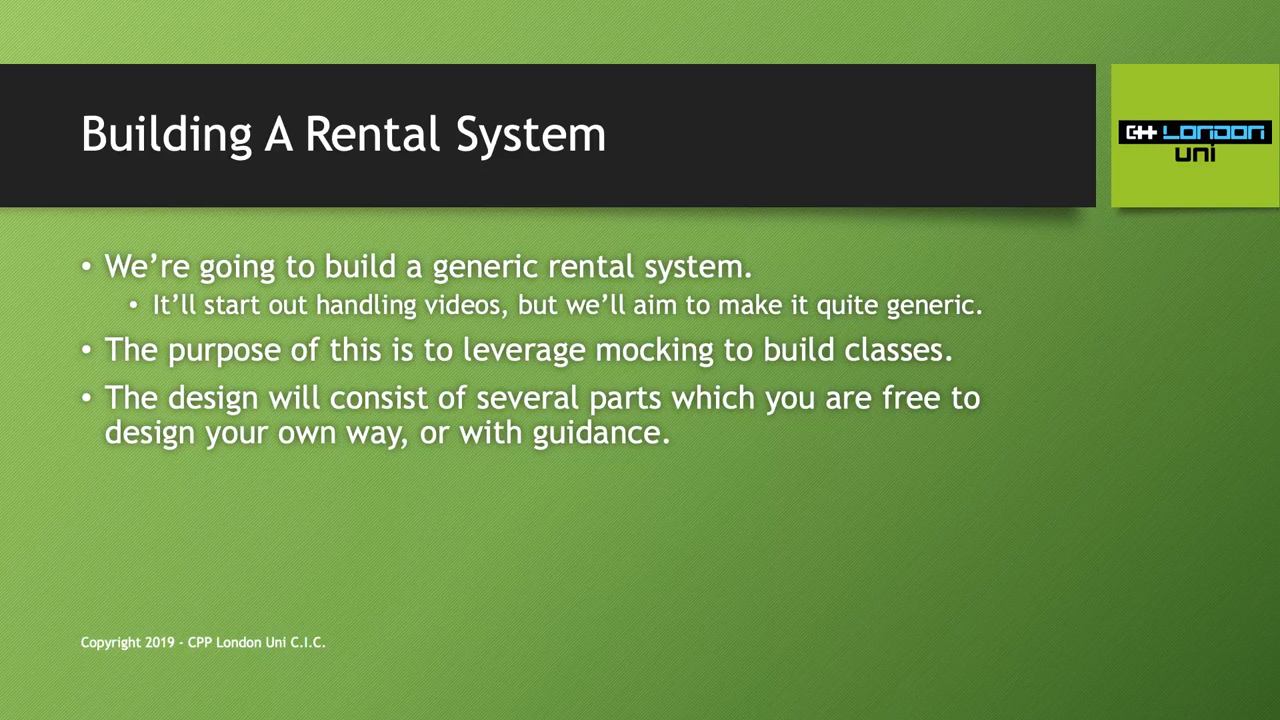 Building A Rental System
C++ LONDON
uni
• We’re going to build a generic rental system.
• It’ll start out handling videos, but we’ll aim to make it quite generic.
• The purpose of this is to leverage mocking to build classes.
• The design will consist of several parts which you are free to
design your own way, or with guidance.
Copyright 2019 - CPP London Uni C.I.C.